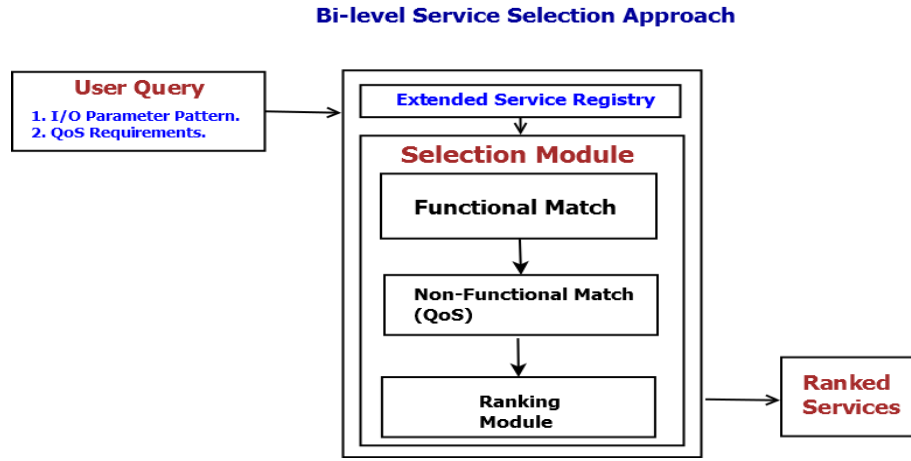 Bi-level Service Selection Approach
User Query
1. I/O Parameter Pattern.
2. QoS Requirements.
Extended Service Registry
Selection Module
Functional Match
Non-Functional Match
(QoS)
Ranking
Module
Ranked
Services